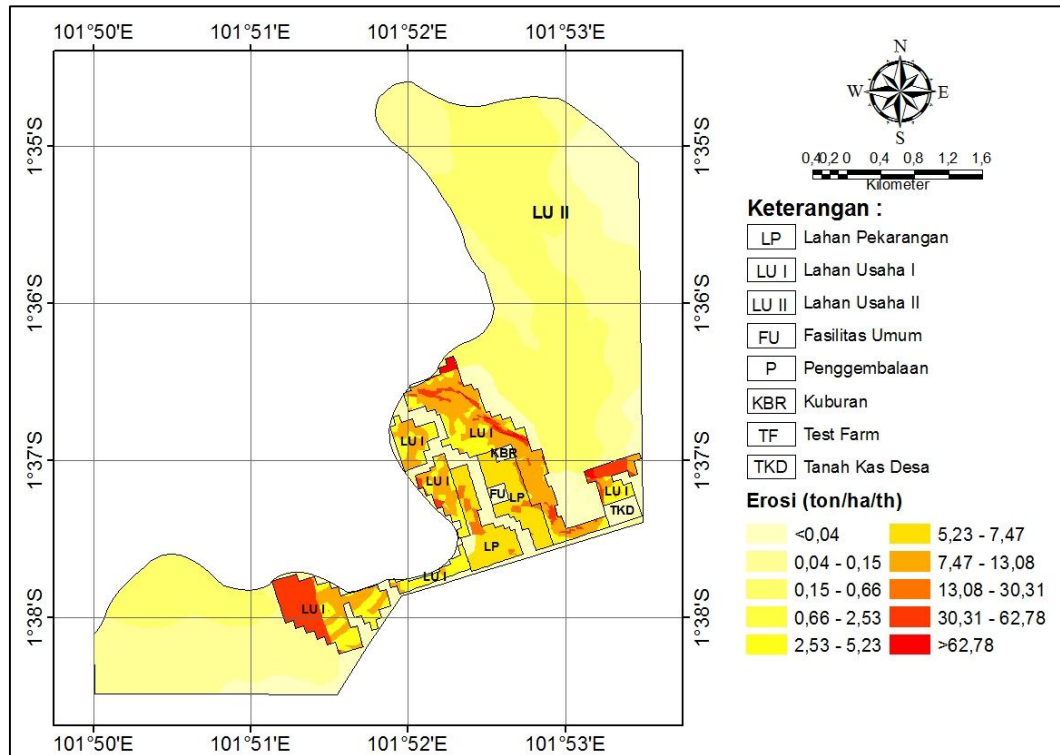 101°50'E 101°51'E 101°52'E 101°53'E
1°35'S
1°36'S
1°37'S
1°38'S
1°35'S
1°36'S
1°37'S
1°38'S
101°50'E 101°51'E 101°52'E 101°53'E
LU II
LU I
LU I
KBR
LU I
FU
LP
LU I
TKD
LP
LU I
LU I
N
W E
S
0,4 0,2 0 0,4 0,8 1,2 1,6
Kilometer
Keterangan :
LP Lahan Pekarangan
LU I Lahan Usaha I
LU II Lahan Usaha II
FU Fasilitas Umum
P Penggembalaan
KBR Kuburan
TF Test Farm
TKD Tanah Kas Desa
Erosi (ton/ha/th)
<0,04 5,23 - 7,47
0,04 - 0,15 7,47 - 13,08
0,15 - 0,66 13,08 - 30,31
0,66 - 2,53 30,31 - 62,78
2,53 - 5,23 >62,78